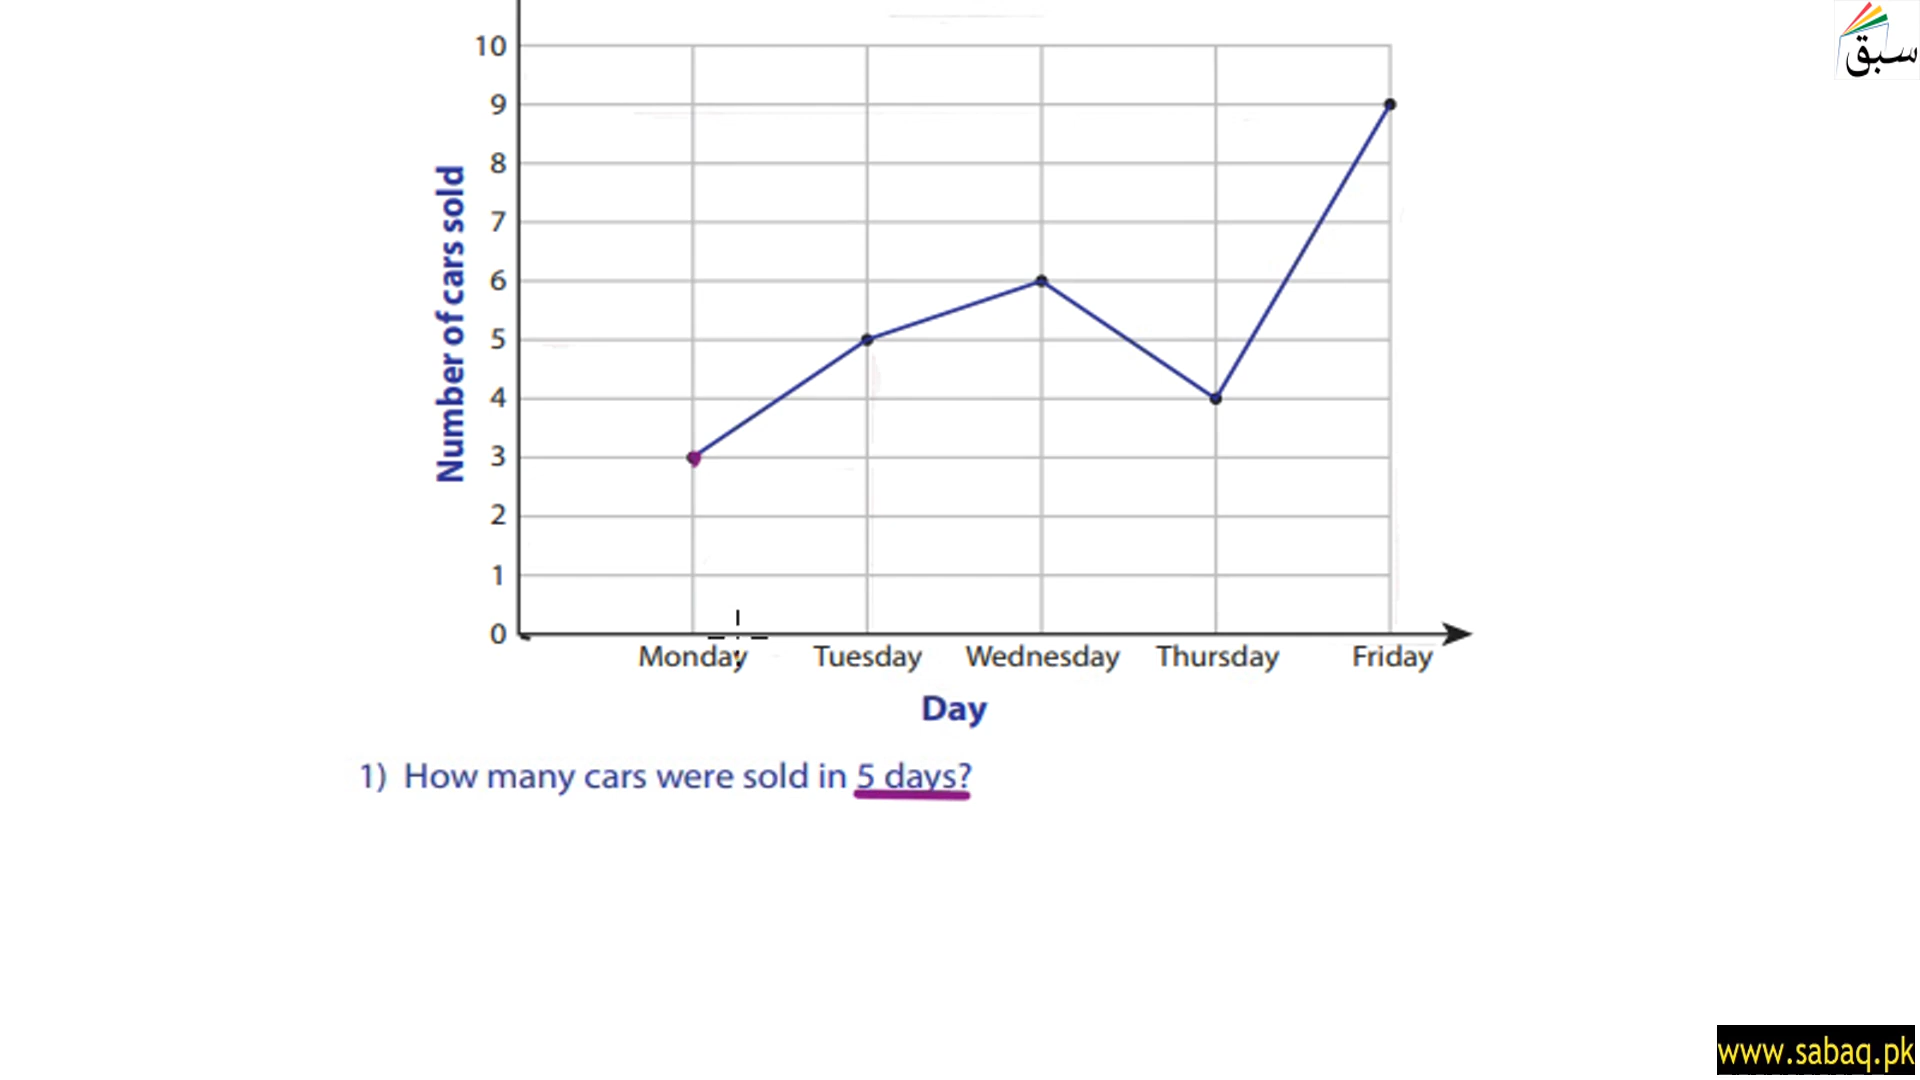 سبق
10
9
8
7
6
5
4
3
2
1
0
Number of cars sold
Monday Tuesday Wednesday Thursday Friday
Day
1) How many cars were sold in 5 days?
www.sabaq.pk